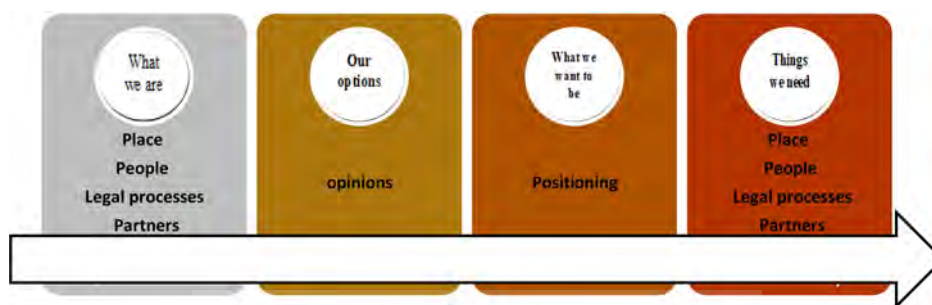 What
we are
Place
People
Legal processes
Partners
Our
options
opinions
What we
want to
be
Positioning
Things
we need
Place
People
Legal processes
Partners